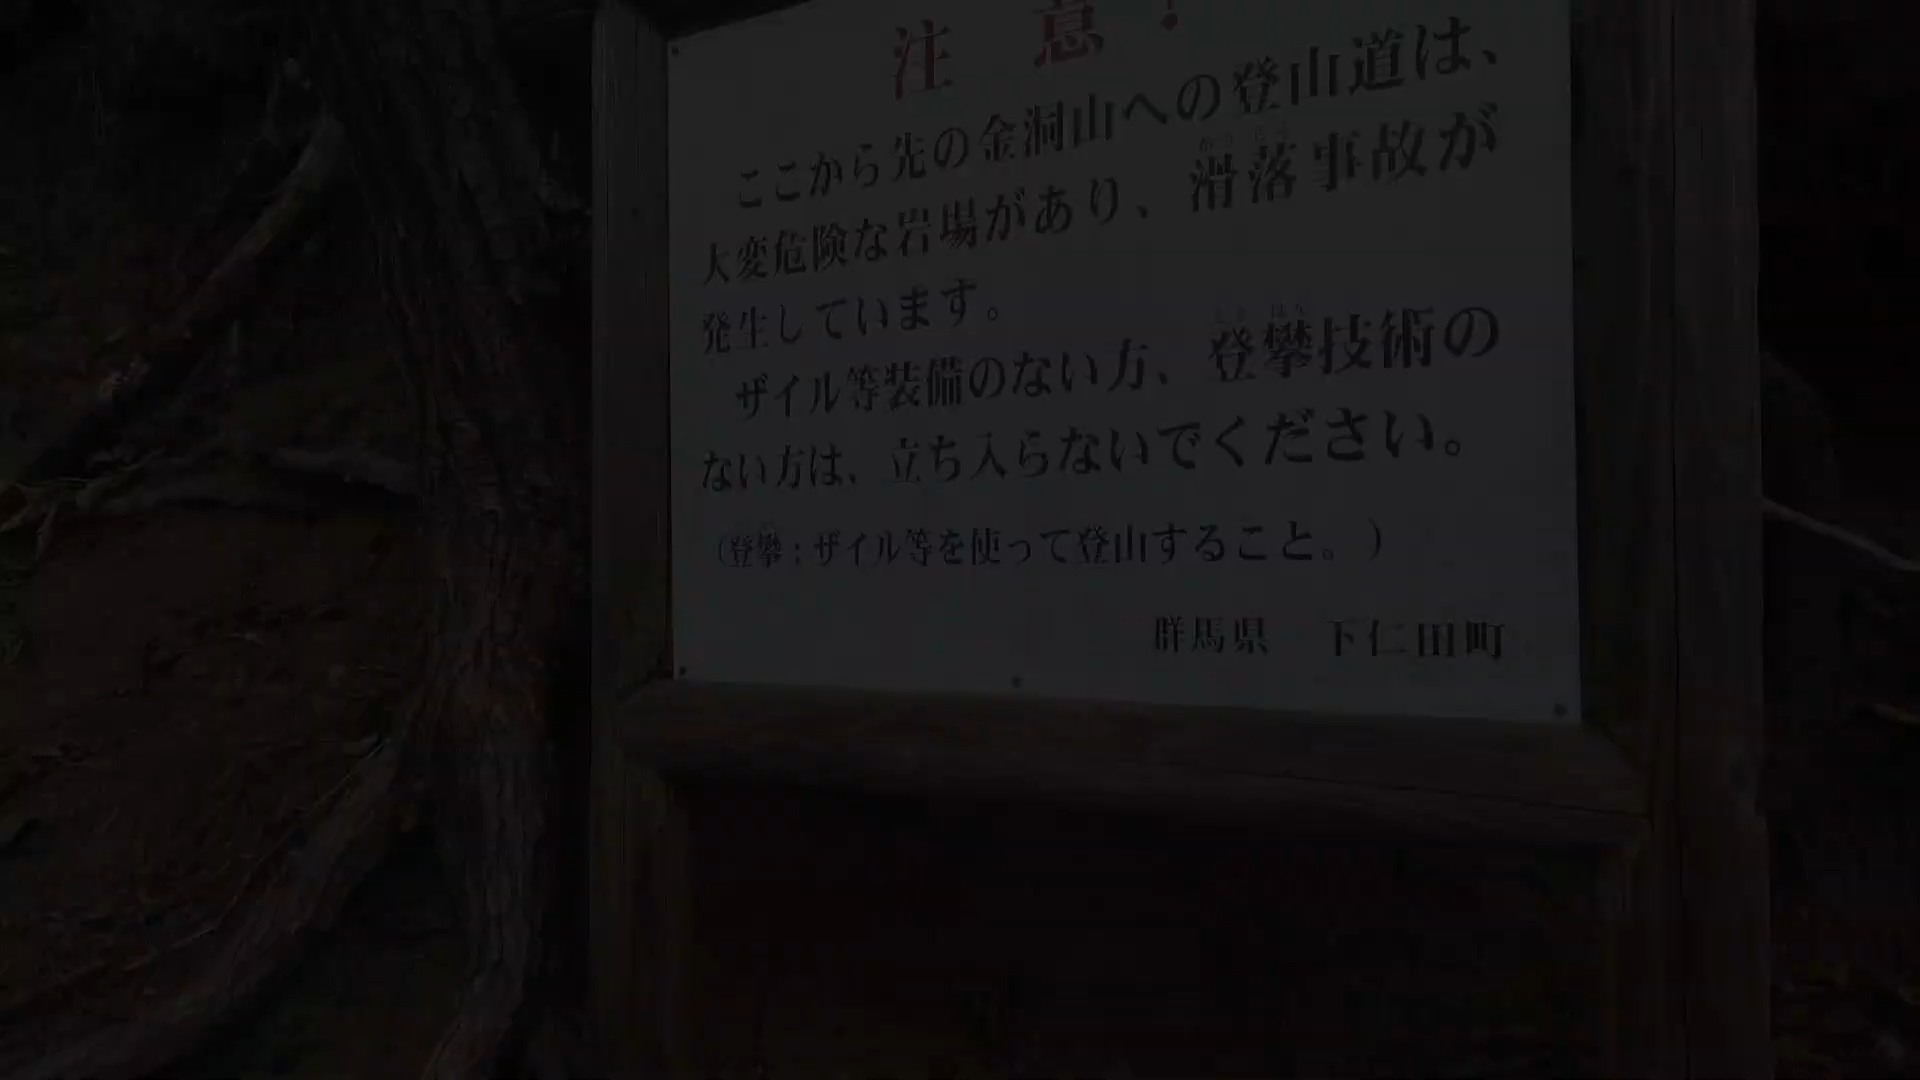 注意!
ここから先の金洞山への登山道は、
大変危険な岩場があり、滑落事故が
発生しています。
ザイル等装備のない方、登攀技術の
ない方は、立ち入らないでください。
（登攀：ザイル等を使って登山すること。）
群馬県　下仁田町